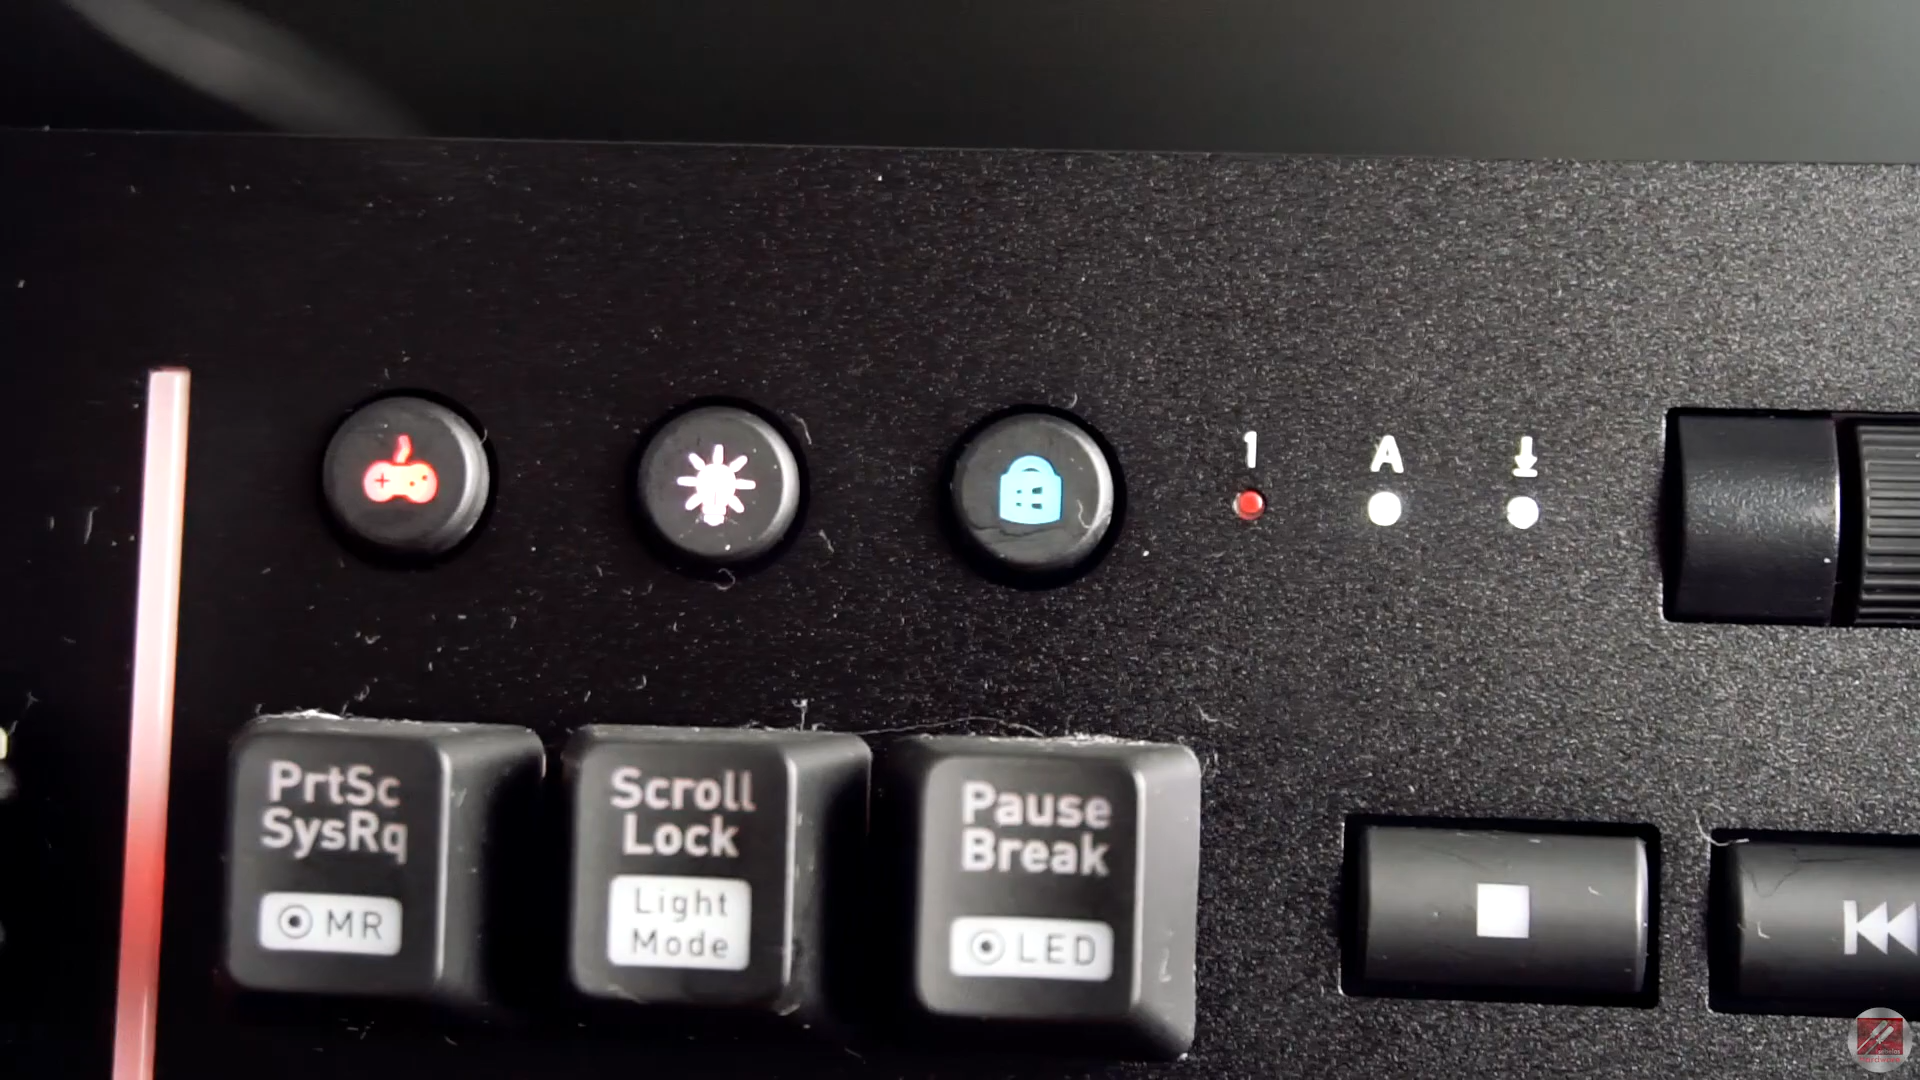 1 A
PrtSc
SysRq
MR
Scroll
Lock
Light
Mode
Pause
Break
LED